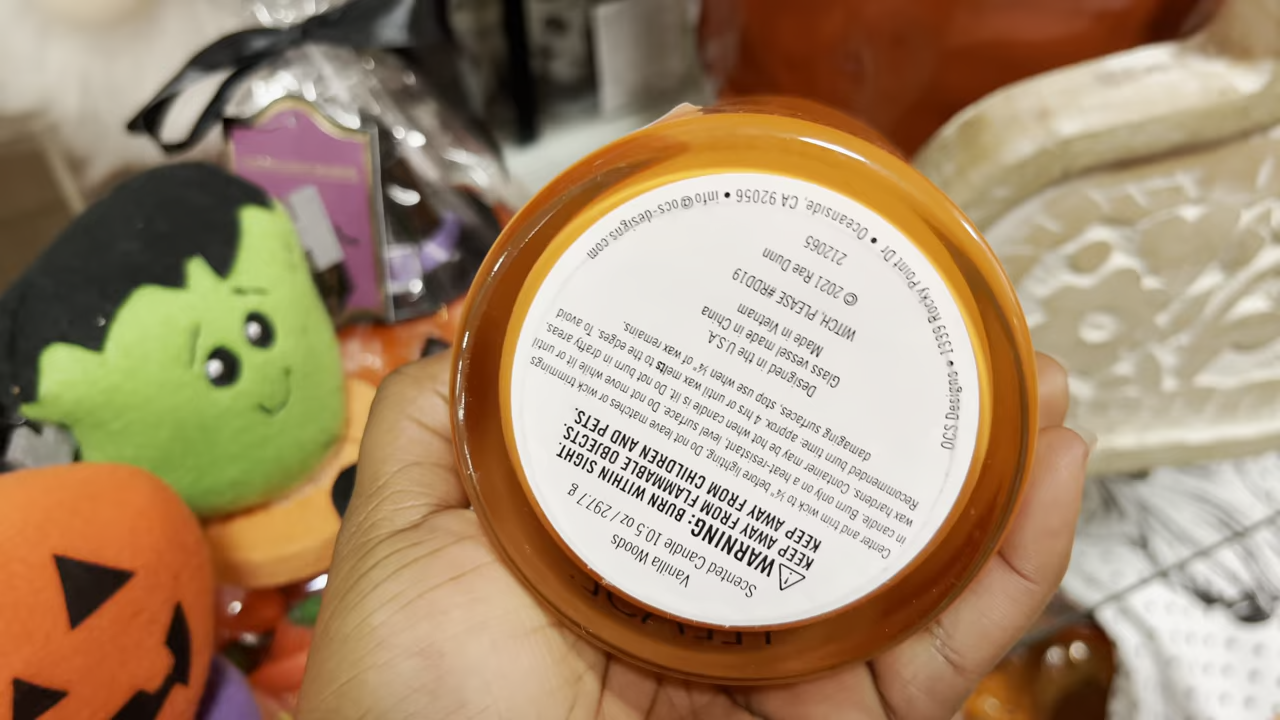 Vanilla Woods
Scented Candle 10.5 oz / 297.7 g
WARNING: BURN WITHIN SIGHT.
KEEP AWAY FROM FLAMMABLE OBJECTS.
KEEP AWAY FROM CHILDREN AND PETS.
Center and trim wick to ¼" before lighting. Do not leave matches or wick trimmings
in candle. Burn only on a heat-resistant, level surface. Do not move while lit or until
wax hardens. Container may be hot when candle is lit. Do not burn in drafty areas.
Recommended burn time: approx. 4 hrs or until wax melts to the edges. To avoid
damaging surfaces, stop use when ¼" of wax remains.
Designed in the U.S.A.
Glass vessel made in China
Made in Vietnam
WITCH, PLEASE #RDD19
© 2021 Rae Dunn
212065
OCS Designs • 1339 Rocky Point Dr • Oceanside, CA 92056 • info@ocs-designs.com